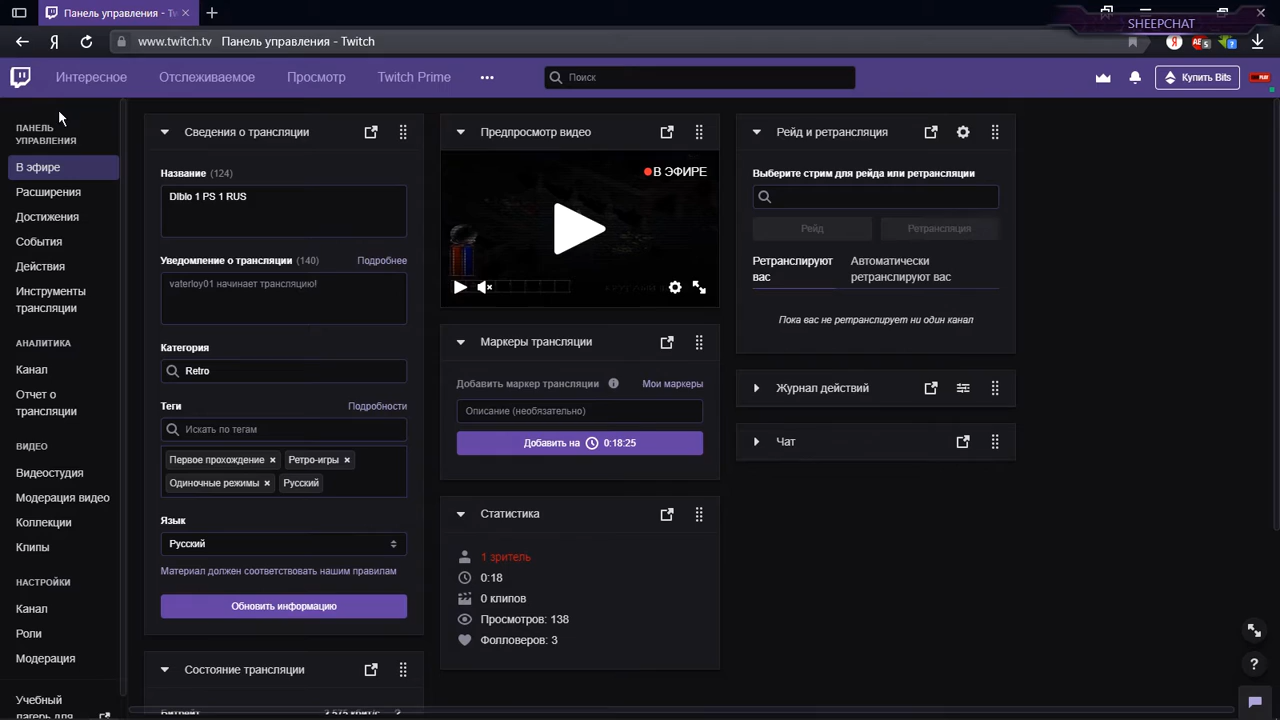 Панель управления - Tw
SHEEPCHAT
www.twitch.tv Панель управления - Twitch
Интересное Отслеживаемое Просмотр Twitch Prime ••• Поиск Купить Bits
ПАНЕЛЬ
УПРАВЛЕНИЯ
В эфире
Расширения
Достижения
События
Действия
Инструменты
трансляции
АНАЛИТИКА
Канал
Отчет о
трансляции
ВИДЕО
Видеостудия
Модерация видео
Коллекции
Клипы
НАСТРОЙКИ
Канал
Роли
Модерация
Учебный
лагерь для
Сведения о трансляции
Название (124)
DIblo 1 PS 1 RUS
Уведомление о трансляции (140) Подробнее
vaterloy01 начинает трансляцию!
Категория
Retro
Теги Подробности
Искать по тегам
Первое прохождение × Ретро-игры ×
Одиночные режимы × Русский
Язык
Русский
Материал должен соответствовать нашим правилам
Обновить информацию
Состояние трансляции
Битрейт 2 575 кбит/с ?
Предпросмотр видео
В ЭФИРЕ
Маркеры трансляции
Добавить маркер трансляции Мои маркеры
Описание (необязательно)
Добавить на 0:18:25
Статистика
1 зритель
0:18
0 клипов
Просмотров: 138
Фолловеров: 3
Рейд и ретрансляция
Выберите стрим для рейда или ретрансляции
Рейд Ретрансляция
Ретранслируют
вас
Автоматически
ретранслируют вас
Пока вас не ретранслирует ни один канал
Журнал действий
Чат
?